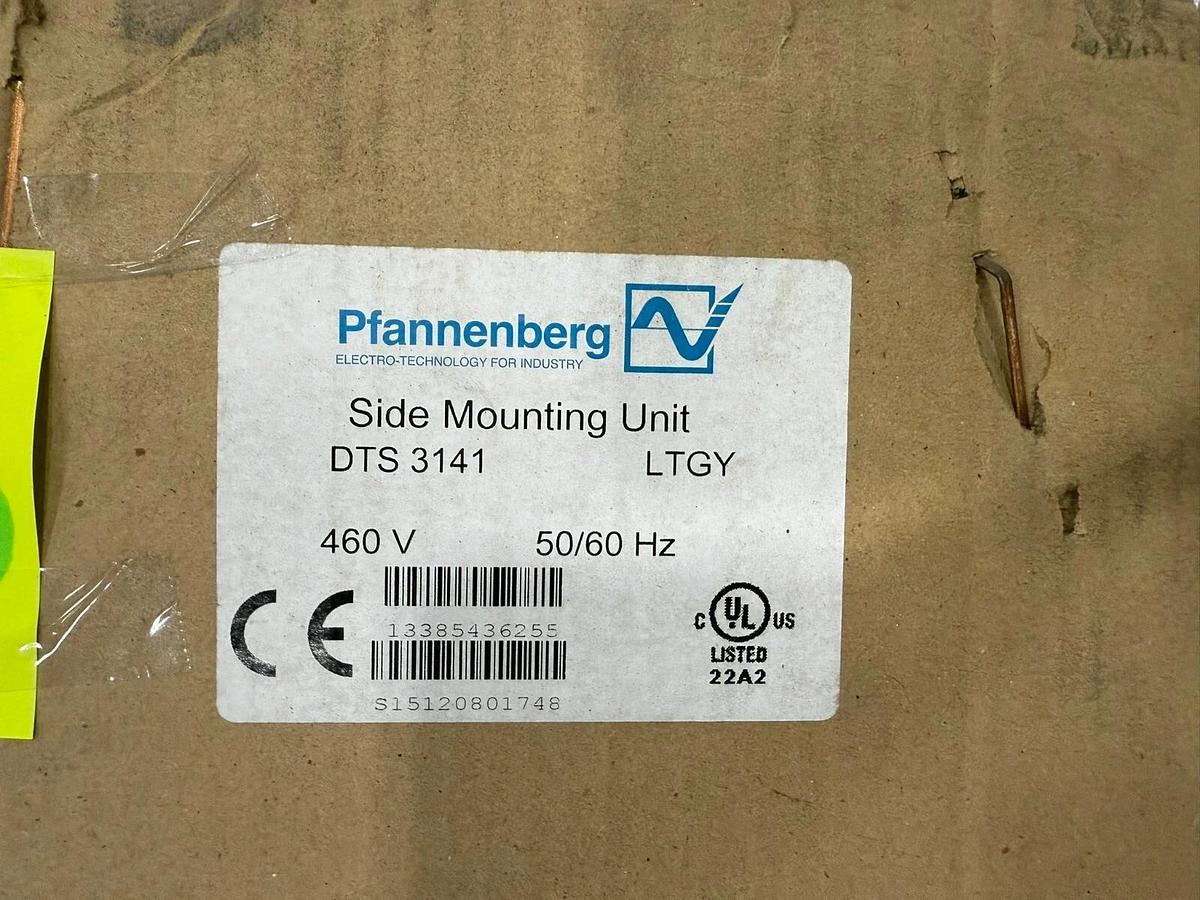 Pfannenberg
ELECTRO-TECHNOLOGY FOR INDUSTRY
Side Mounting Unit
DTS 3141 LTGY
460 V 50/60 Hz
13385436255
S15120801748
CE
C UL US
LISTED
22A2